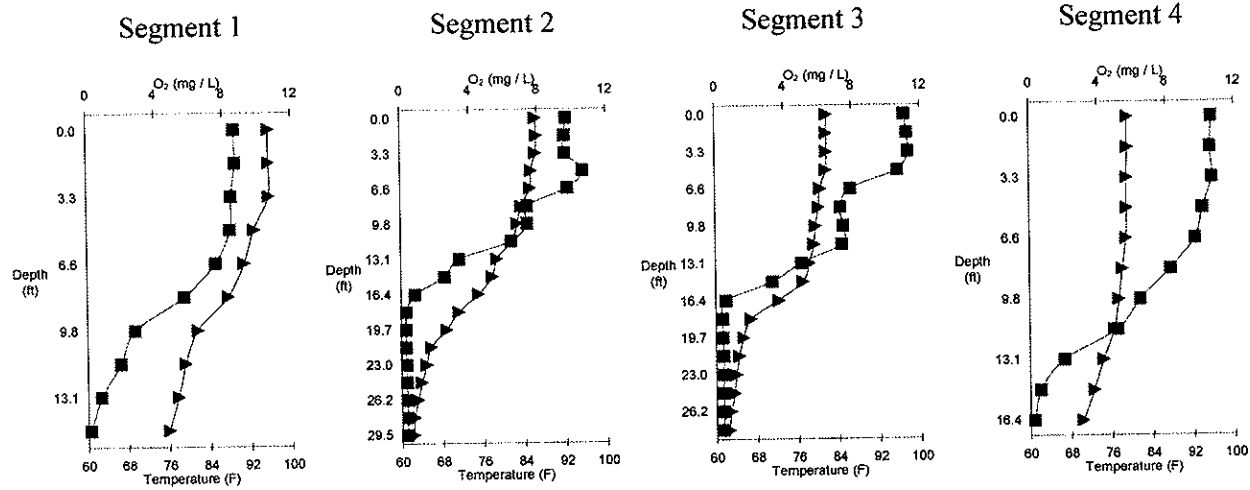 Segment 1
O₂ (mg / L)
0 4 8 12
0.0
3.3
6.6
Depth
(ft)
9.8
13.1
60 68 76 84 92 100
Temperature (F)
Segment 2
O₂ (mg / L)
0 4 8 12
0.0
3.3
6.6
9.8
13.1
Depth
(ft)
16.4
19.7
23.0
26.2
29.5
60 68 76 84 92 100
Temperature (F)
Segment 3
O₂ (mg / L)
0 4 8 12
0.0
3.3
6.6
9.8
13.1
Depth
(ft)
16.4
19.7
23.0
26.2
60 68 76 84 92 100
Temperature (F)
Segment 4
O₂ (mg / L)
0 4 8 12
0.0
3.3
6.6
Depth
(ft)
9.8
13.1
16.4
60 68 76 84 92 100
Temperature (F)